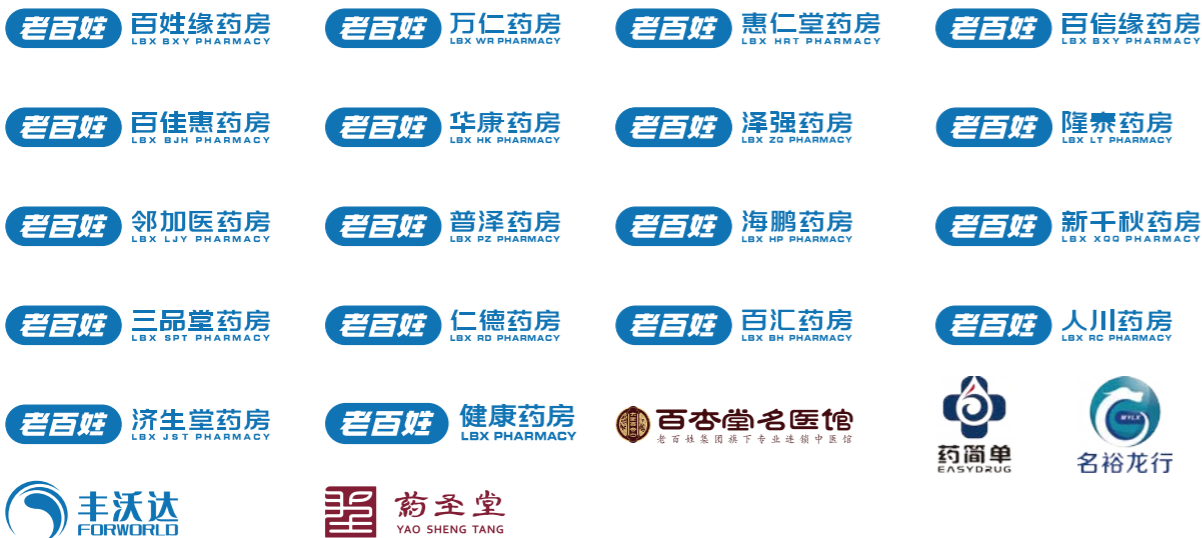 老百姓 百姓缘药房
LBX BXY PHARMACY
老百姓 万仁药房
LBX WR PHARMACY
老百姓 惠仁堂药房
LBX HRT PHARMACY
老百姓 百信缘药房
LBX BXY PHARMACY
老百姓 百佳惠药房
LBX BJH PHARMACY
老百姓 华康药房
LBX HK PHARMACY
老百姓 泽强药房
LBX ZQ PHARMACY
老百姓 隆泰药房
LBX LT PHARMACY
老百姓 邻加医药房
LBX LJY PHARMACY
老百姓 普泽药房
LBX PZ PHARMACY
老百姓 海鹏药房
LBX HP PHARMACY
老百姓 新千秋药房
LBX XQQ PHARMACY
老百姓 三品堂药房
LBX SPT PHARMACY
老百姓 仁德药房
LBX RD PHARMACY
老百姓 百汇药房
LBX BH PHARMACY
老百姓 人川药房
LBX RC PHARMACY
老百姓 济生堂药房
LBX JST PHARMACY
老百姓 健康药房
LBX PHARMACY
百杏堂名医馆
老百姓集团旗下专业连锁中医馆
药简单
EASYDRUG
MYLX
名裕龙行
丰沃达
FORWORLD
药圣堂
YAO SHENG TANG